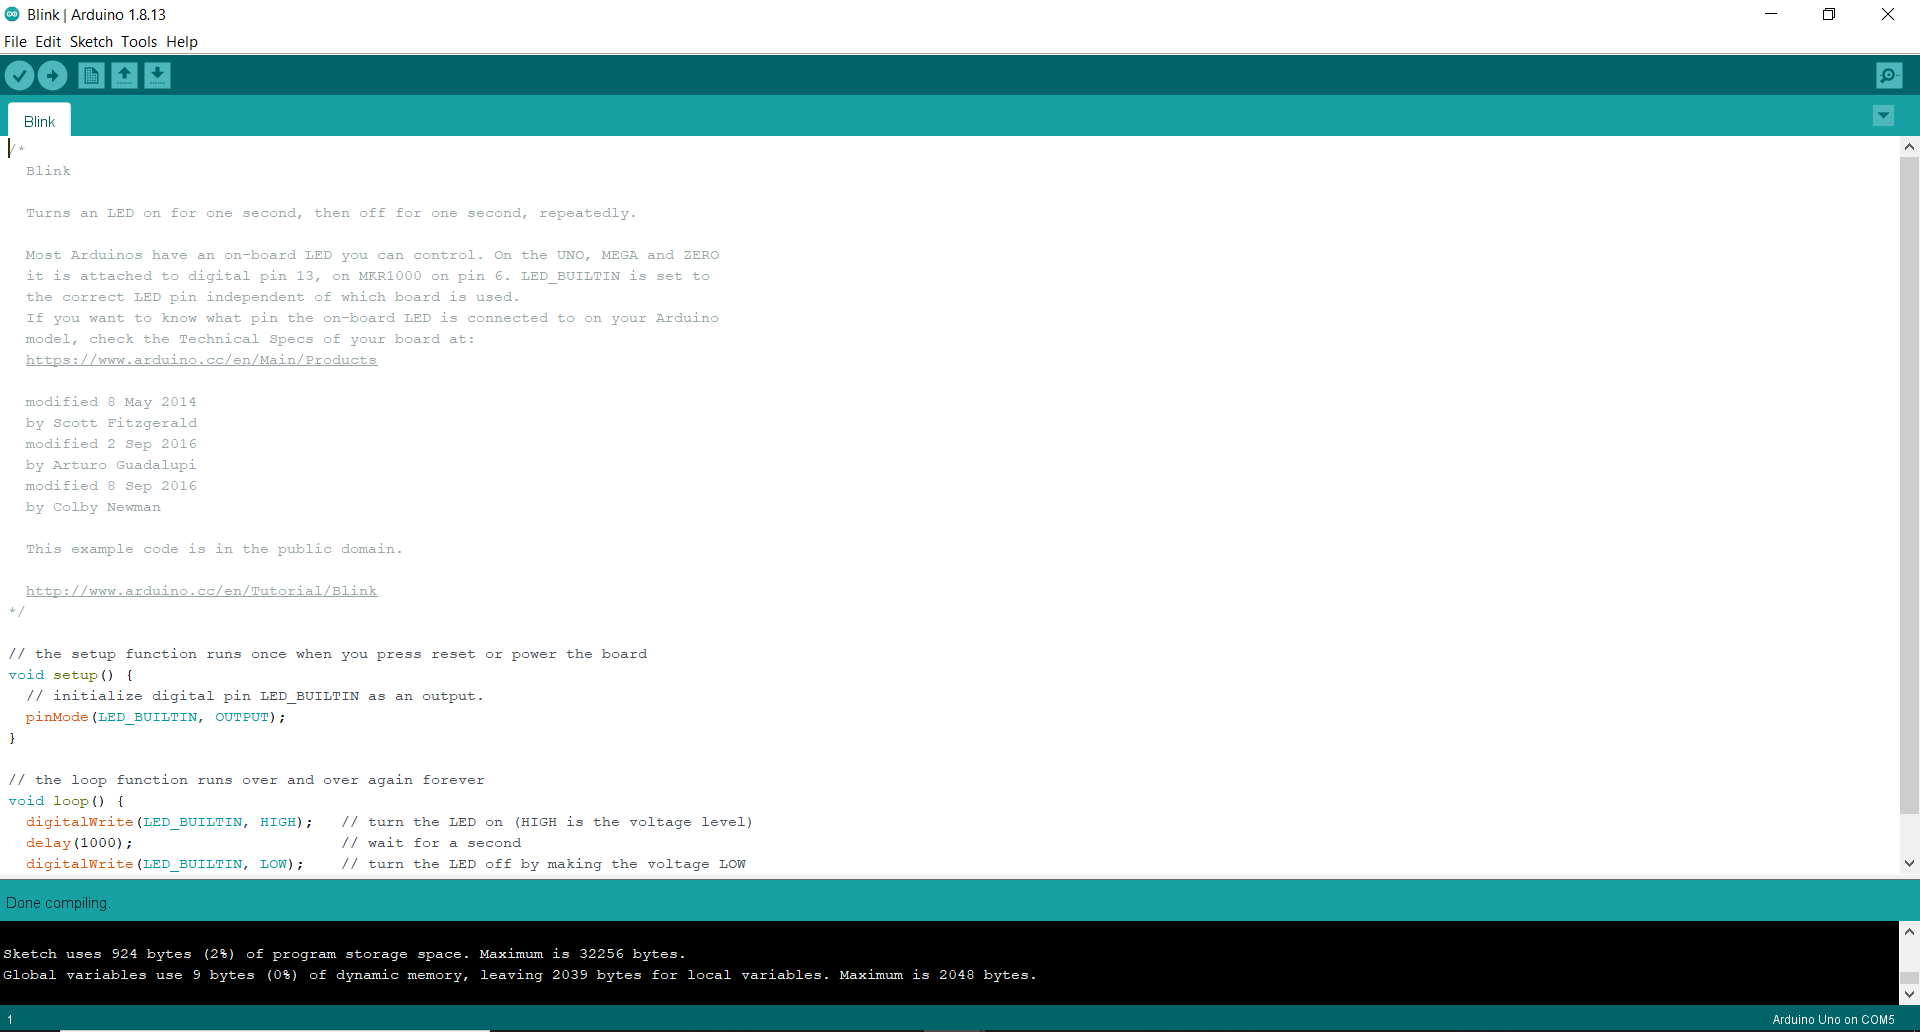 Blink | Arduino 1.8.13
File Edit Sketch Tools Help
Blink
/*
  Blink

  Turns an LED on for one second, then off for one second, repeatedly.

  Most Arduinos have an on-board LED you can control. On the UNO, MEGA and ZERO
  it is attached to digital pin 13, on MKR1000 on pin 6. LED_BUILTIN is set to
  the correct LED pin independent of which board is used.
  If you want to know what pin the on-board LED is connected to on your Arduino
  model, check the Technical Specs of your board at:
  https://www.arduino.cc/en/Main/Products

  modified 8 May 2014
  by Scott Fitzgerald
  modified 2 Sep 2016
  by Arturo Guadalupi
  modified 8 Sep 2016
  by Colby Newman

  This example code is in the public domain.

  http://www.arduino.cc/en/Tutorial/Blink
*/

// the setup function runs once when you press reset or power the board
void setup() {
  // initialize digital pin LED_BUILTIN as an output.
  pinMode(LED_BUILTIN, OUTPUT);
}

// the loop function runs over and over again forever
void loop() {
  digitalWrite(LED_BUILTIN, HIGH);   // turn the LED on (HIGH is the voltage level)
  delay(1000);                       // wait for a second
  digitalWrite(LED_BUILTIN, LOW);    // turn the LED off by making the voltage LOW
Done compiling.
Sketch uses 924 bytes (2%) of program storage space. Maximum is 32256 bytes.
Global variables use 9 bytes (0%) of dynamic memory, leaving 2039 bytes for local variables. Maximum is 2048 bytes.
1
Arduino Uno on COM5